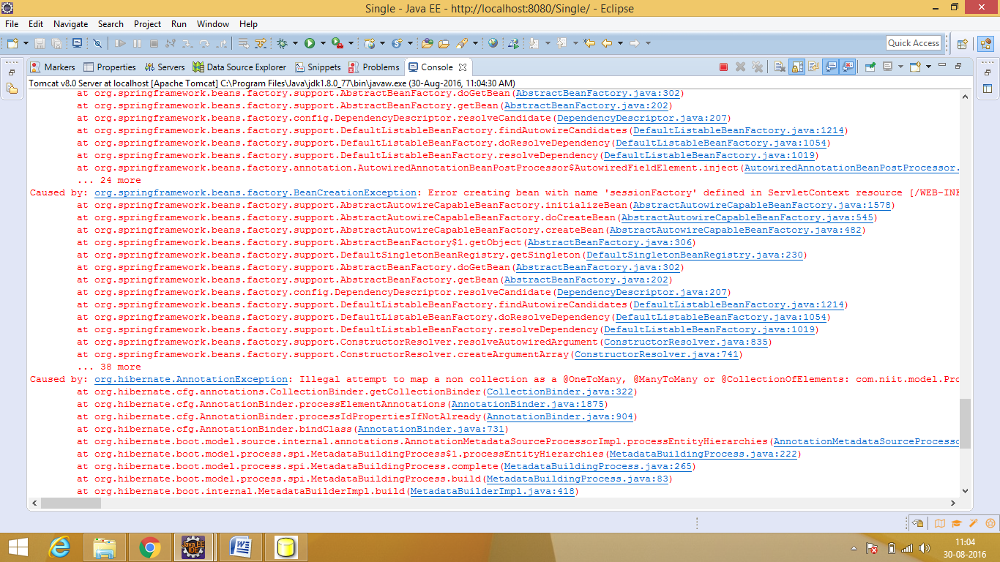 Single - Java EE - http://localhost:8080/Single/ - Eclipse
File Edit Navigate Search Project Run Window Help
Quick Access
Markers Properties Servers Data Source Explorer Snippets Problems Console
Tomcat v8.0 Server at localhost [Apache Tomcat] C:\Program Files\Java\jdk1.8.0_77\bin\javaw.exe (30-Aug-2016, 11:04:30 AM)
at org.springframework.beans.factory.support.AbstractBeanFactory.doGetBean(AbstractBeanFactory.java:302)
at org.springframework.beans.factory.support.AbstractBeanFactory.getBean(AbstractBeanFactory.java:202)
at org.springframework.beans.factory.config.DependencyDescriptor.resolveCandidate(DependencyDescriptor.java:207)
at org.springframework.beans.factory.support.DefaultListableBeanFactory.findAutowireCandidates(DefaultListableBeanFactory.java:1214)
at org.springframework.beans.factory.support.DefaultListableBeanFactory.doResolveDependency(DefaultListableBeanFactory.java:1054)
at org.springframework.beans.factory.support.DefaultListableBeanFactory.resolveDependency(DefaultListableBeanFactory.java:1019)
at org.springframework.beans.factory.annotation.AutowiredAnnotationBeanPostProcessor$AutowiredFieldElement.inject(AutowiredAnnotationBeanPostProcessor.
... 24 more
Caused by: org.springframework.beans.factory.BeanCreationException: Error creating bean with name 'sessionFactory' defined in ServletContext resource [/WEB-INF
at org.springframework.beans.factory.support.AbstractAutowireCapableBeanFactory.initializeBean(AbstractAutowireCapableBeanFactory.java:1578)
at org.springframework.beans.factory.support.AbstractAutowireCapableBeanFactory.doCreateBean(AbstractAutowireCapableBeanFactory.java:545)
at org.springframework.beans.factory.support.AbstractAutowireCapableBeanFactory.createBean(AbstractAutowireCapableBeanFactory.java:482)
at org.springframework.beans.factory.support.AbstractBeanFactory$1.getObject(AbstractBeanFactory.java:306)
at org.springframework.beans.factory.support.DefaultSingletonBeanRegistry.getSingleton(DefaultSingletonBeanRegistry.java:230)
at org.springframework.beans.factory.support.AbstractBeanFactory.doGetBean(AbstractBeanFactory.java:302)
at org.springframework.beans.factory.support.AbstractBeanFactory.getBean(AbstractBeanFactory.java:202)
at org.springframework.beans.factory.config.DependencyDescriptor.resolveCandidate(DependencyDescriptor.java:207)
at org.springframework.beans.factory.support.DefaultListableBeanFactory.findAutowireCandidates(DefaultListableBeanFactory.java:1214)
at org.springframework.beans.factory.support.DefaultListableBeanFactory.doResolveDependency(DefaultListableBeanFactory.java:1054)
at org.springframework.beans.factory.support.DefaultListableBeanFactory.resolveDependency(DefaultListableBeanFactory.java:1019)
at org.springframework.beans.factory.support.ConstructorResolver.resolveAutowiredArgument(ConstructorResolver.java:835)
at org.springframework.beans.factory.support.ConstructorResolver.createArgumentArray(ConstructorResolver.java:741)
... 38 more
Caused by: org.hibernate.AnnotationException: Illegal attempt to map a non collection as a @OneToMany, @ManyToMany or @CollectionOfElements: com.niit.model.Pro
at org.hibernate.cfg.annotations.CollectionBinder.getCollectionBinder(CollectionBinder.java:322)
at org.hibernate.cfg.AnnotationBinder.processElementAnnotations(AnnotationBinder.java:1875)
at org.hibernate.cfg.AnnotationBinder.processIdPropertiesIfNotAlready(AnnotationBinder.java:904)
at org.hibernate.cfg.AnnotationBinder.bindClass(AnnotationBinder.java:731)
at org.hibernate.boot.model.source.internal.annotations.AnnotationMetadataSourceProcessorImpl.processEntityHierarchies(AnnotationMetadataSourceProcesso
at org.hibernate.boot.model.process.spi.MetadataBuildingProcess$1.processEntityHierarchies(MetadataBuildingProcess.java:222)
at org.hibernate.boot.model.process.spi.MetadataBuildingProcess.complete(MetadataBuildingProcess.java:265)
at org.hibernate.boot.model.process.spi.MetadataBuildingProcess.build(MetadataBuildingProcess.java:83)
at org.hibernate.boot.internal.MetadataBuilderImpl.build(MetadataBuilderImpl.java:418)
Java EE
IDE
11:04
30-08-2016